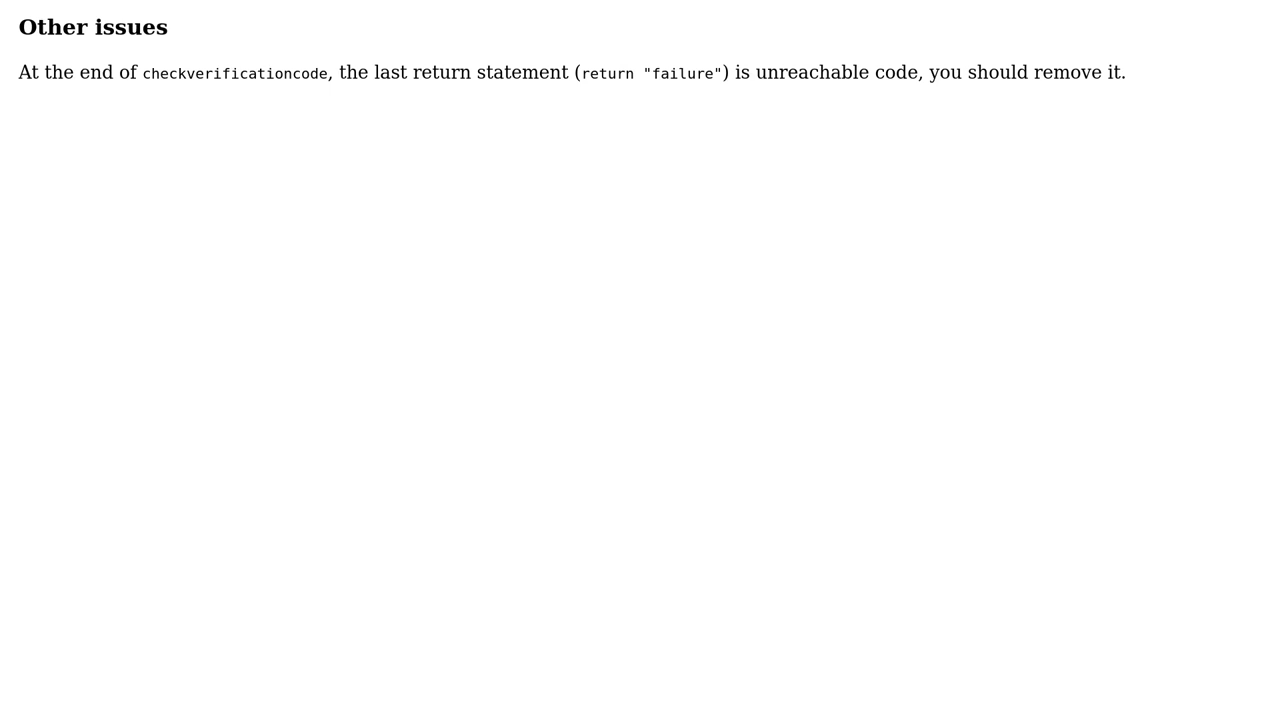 Other issues
At the end of checkverificationcode, the last return statement (return "failure") is unreachable code, you should remove it.